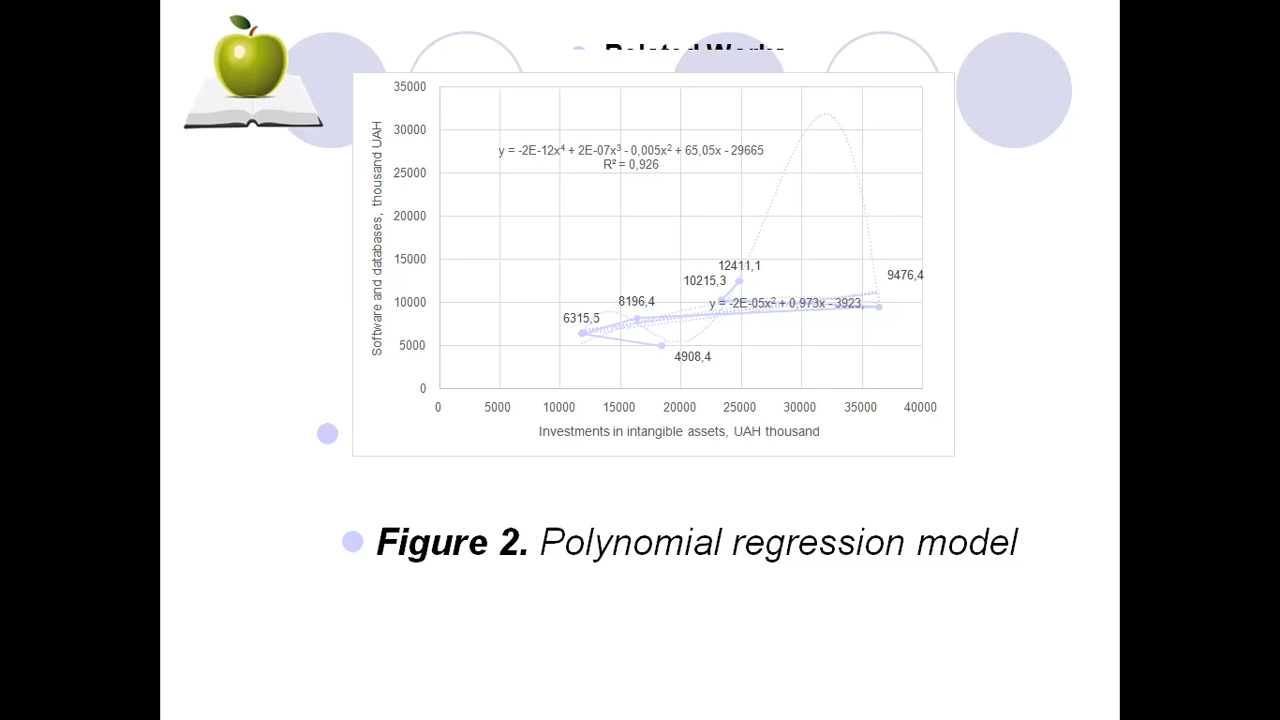 Related Works
35000
30000
25000
20000
15000
10000
5000
0
Software and databases, thousand UAH
y = -2E-12x⁴ + 2E-07x³ - 0,005x² + 65,05x - 29665
R² = 0,926
12411,1
10215,3
9476,4
8196,4
y = -2E-05x² + 0,973x - 3923,
6315,5
4908,4
0 5000 10000 15000 20000 25000 30000 35000 40000
Investments in intangible assets, UAH thousand
Figure 2. Polynomial regression model